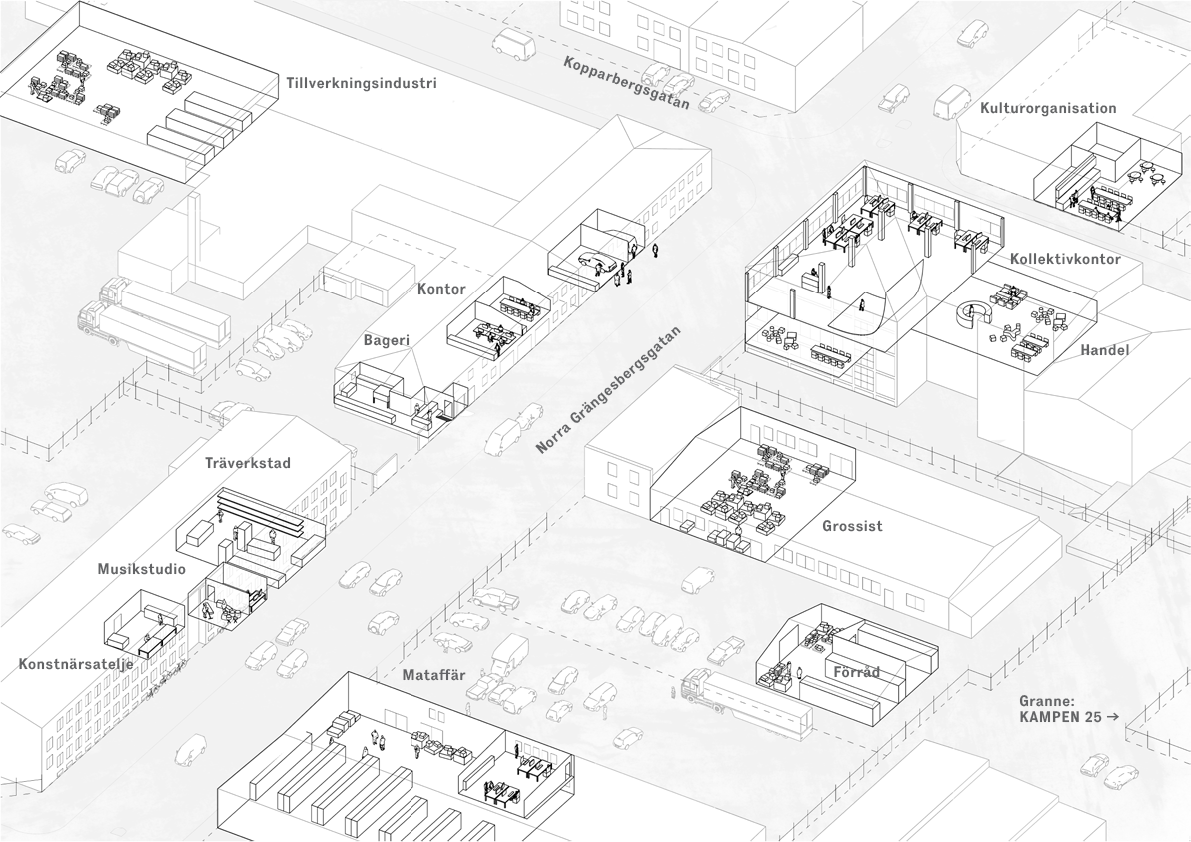 Kopparbergsgatan
Tillverkningsindustri
Kulturorganisation
Kollektivkontor
Kontor
Bageri
Handel
Norra Grängesbergsgatan
Träverkstad
Grossist
Musikstudio
Konstnärsatelje
Mataffär
Förråd
Granne:
KAMPEN 25 →